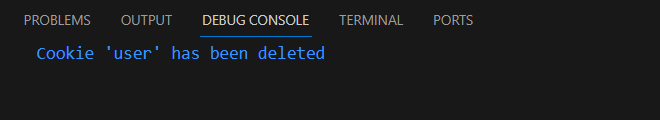 PROBLEMS OUTPUT DEBUG CONSOLE TERMINAL PORTS
Cookie 'user' has been deleted